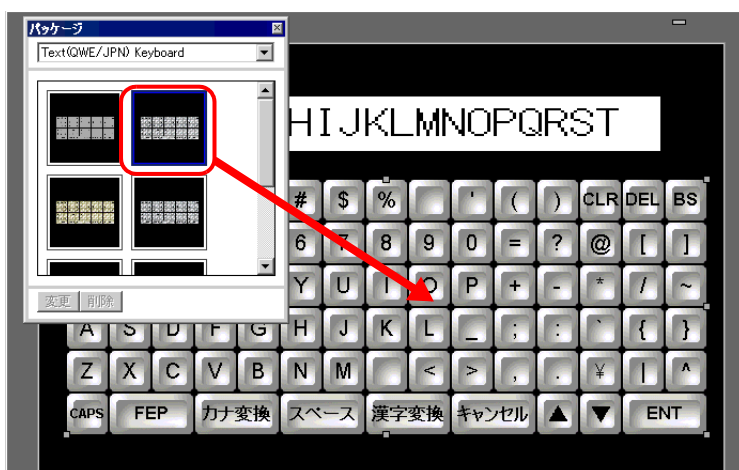 パッケージ
Text(QWE/JPN) Keyboard
HIJKLMNOPQRST
# $ % ' ( ) CLR DEL BS
6 7 8 9 0 = ? @ [ ]
Y U I O P + - * / ~
A S D F G H J K L _ ; : ` { }
変更 削除
Z X C V B N M < > , . ¥ | ^
CAPS FEP カナ変換 スペース 漢字変換 キャンセル ▲ ▼ ENT